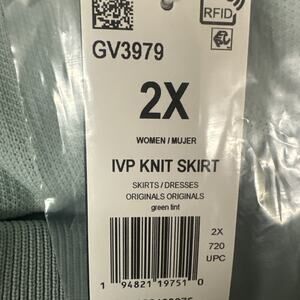 RFID
GV3979
2X
WOMEN / MUJER
IVP KNIT SKIRT
SKIRTS / DRESSES
ORIGINALS ORIGINALS
green tint
2X
720
UPC
1 94821 19751 0